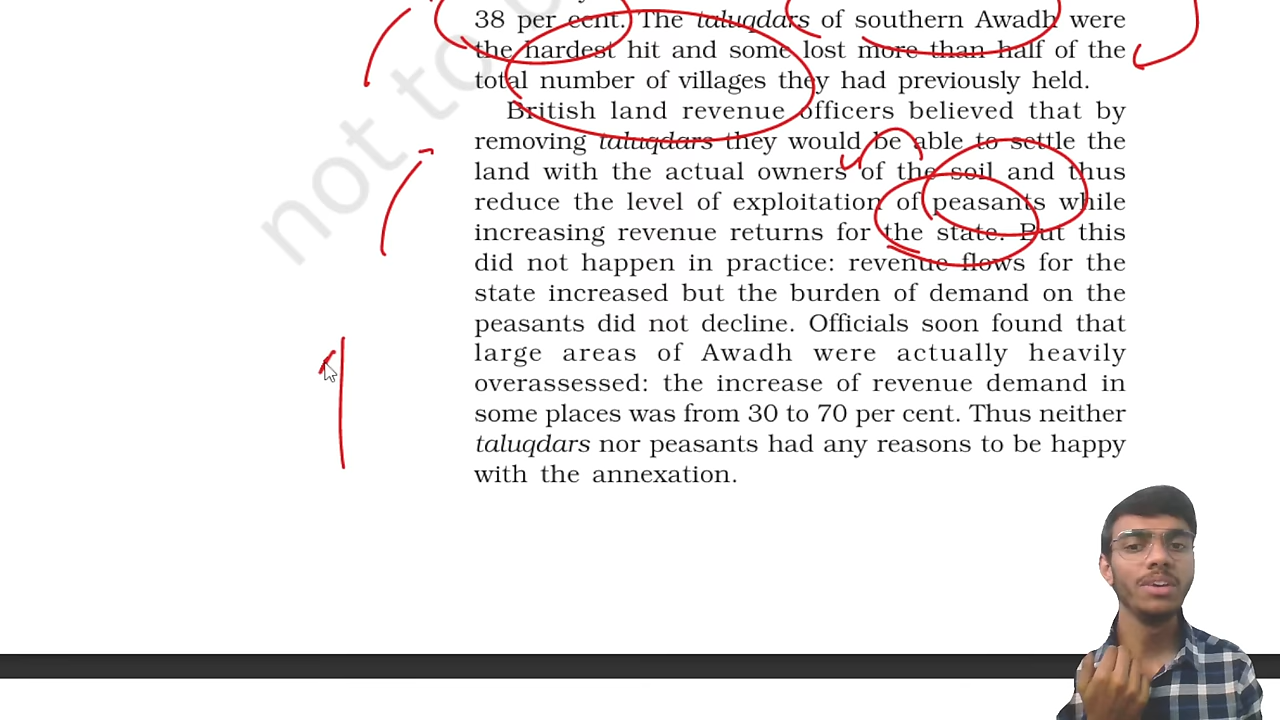 38 per cent. The taluqdars of southern Awadh were
the hardest hit and some lost more than half of the
total number of villages they had previously held.
British land revenue officers believed that by
removing taluqdars they would be able to settle the
land with the actual owners of the soil and thus
reduce the level of exploitation of peasants while
increasing revenue returns for the state. But this
did not happen in practice: revenue flows for the
state increased but the burden of demand on the
peasants did not decline. Officials soon found that
large areas of Awadh were actually heavily
overassessed: the increase of revenue demand in
some places was from 30 to 70 per cent. Thus neither
taluqdars nor peasants had any reasons to be happy
with the annexation.
not to